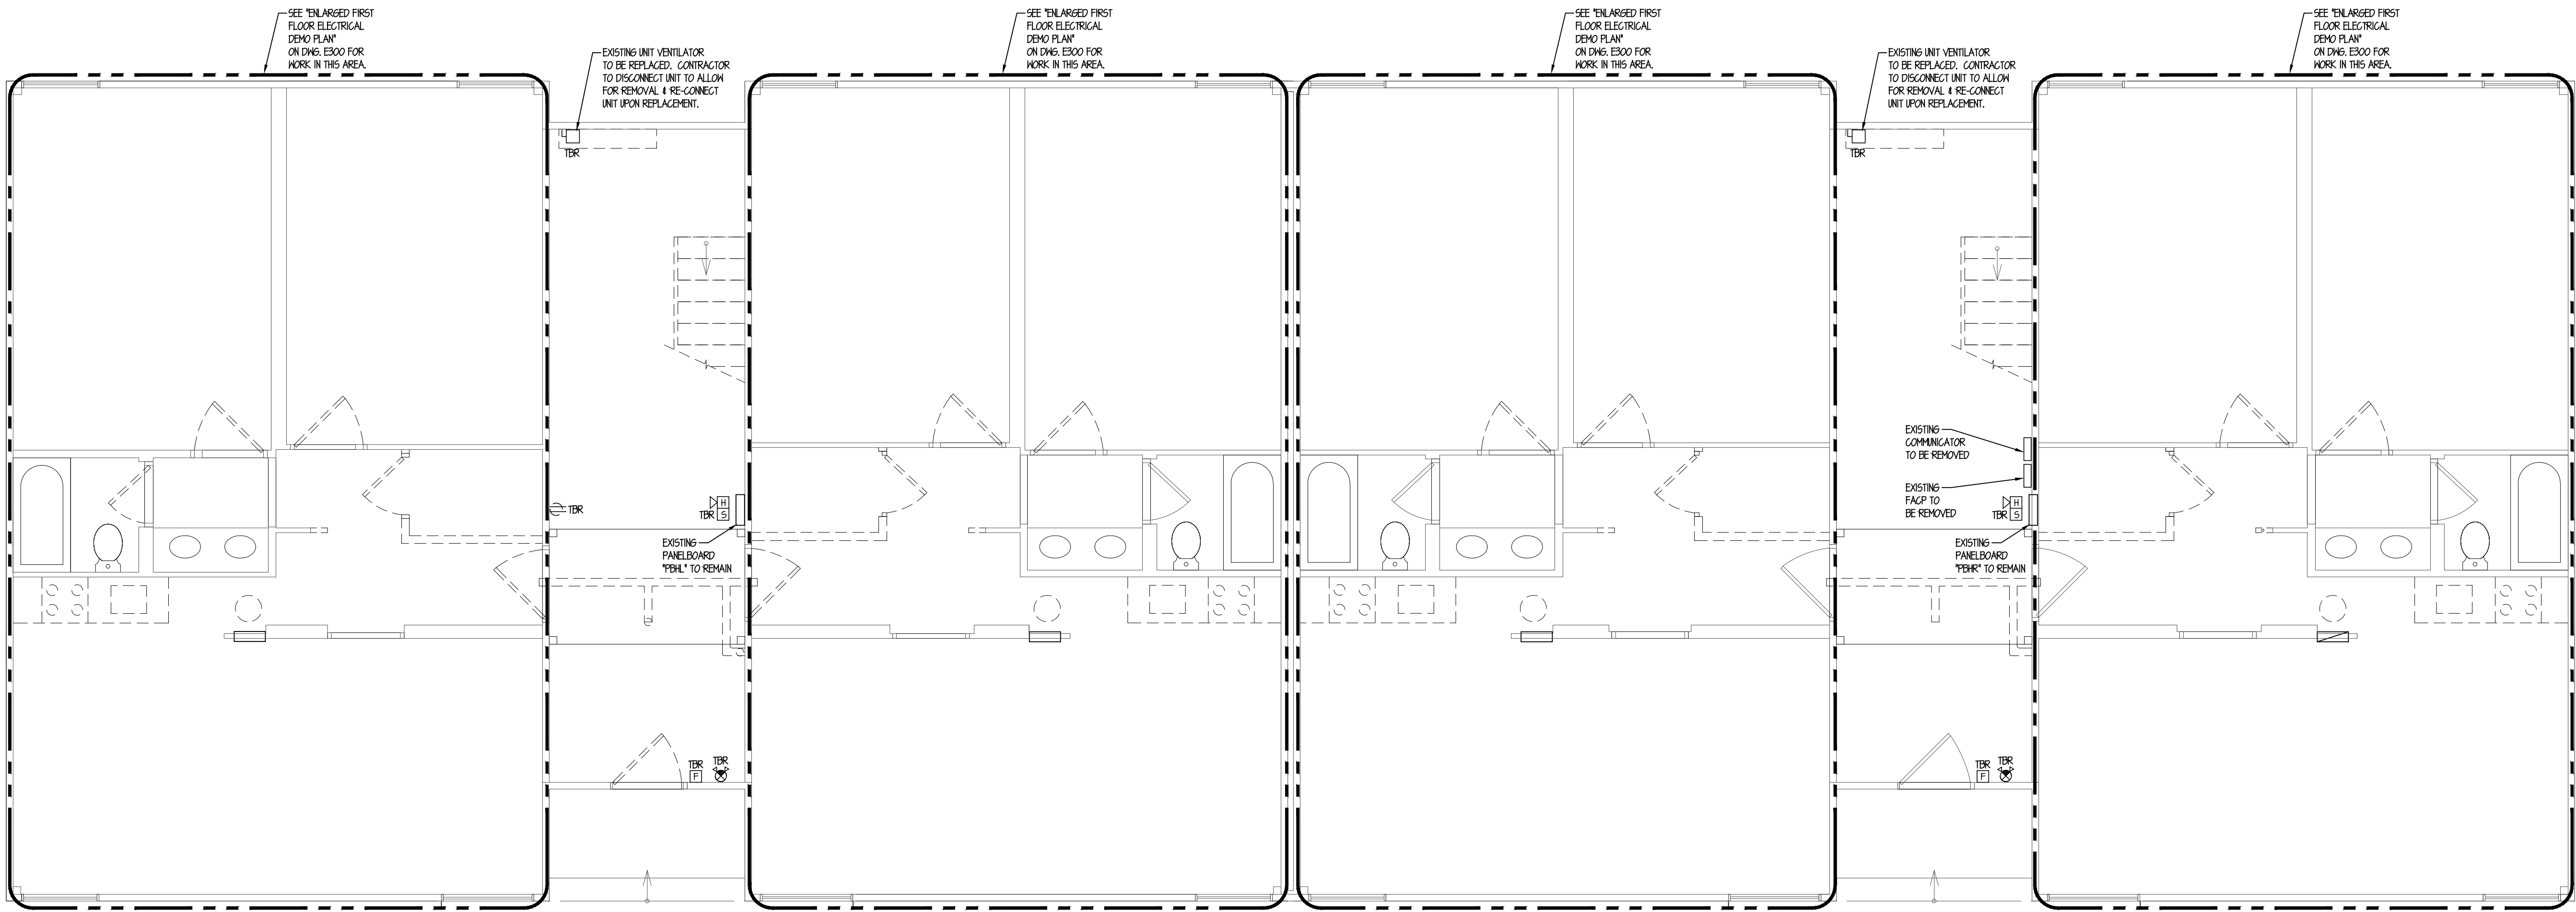 SEE "ENLARGED FIRST
FLOOR ELECTRICAL
DEMO PLAN"
ON DWG. E300 FOR
WORK IN THIS AREA.
EXISTING UNIT VENTILATOR
TO BE REPLACED. CONTRACTOR
TO DISCONNECT UNIT TO ALLOW
FOR REMOVAL & RE-CONNECT
UNIT UPON REPLACEMENT.
SEE "ENLARGED FIRST
FLOOR ELECTRICAL
DEMO PLAN"
ON DWG. E300 FOR
WORK IN THIS AREA.
SEE "ENLARGED FIRST
FLOOR ELECTRICAL
DEMO PLAN"
ON DWG. E300 FOR
WORK IN THIS AREA.
EXISTING UNIT VENTILATOR
TO BE REPLACED. CONTRACTOR
TO DISCONNECT UNIT TO ALLOW
FOR REMOVAL & RE-CONNECT
UNIT UPON REPLACEMENT.
SEE "ENLARGED FIRST
FLOOR ELECTRICAL
DEMO PLAN"
ON DWG. E300 FOR
WORK IN THIS AREA.
TBR
TBR
TBR
H
TBR S
EXISTING
PANELBOARD
"PBHL" TO REMAIN
EXISTING
COMMUNICATOR
TO BE REMOVED
EXISTING
FACP TO
BE REMOVED
H
TBR S
EXISTING
PANELBOARD
"PBHR" TO REMAIN
TBR
F
TBR
TBR
F
TBR